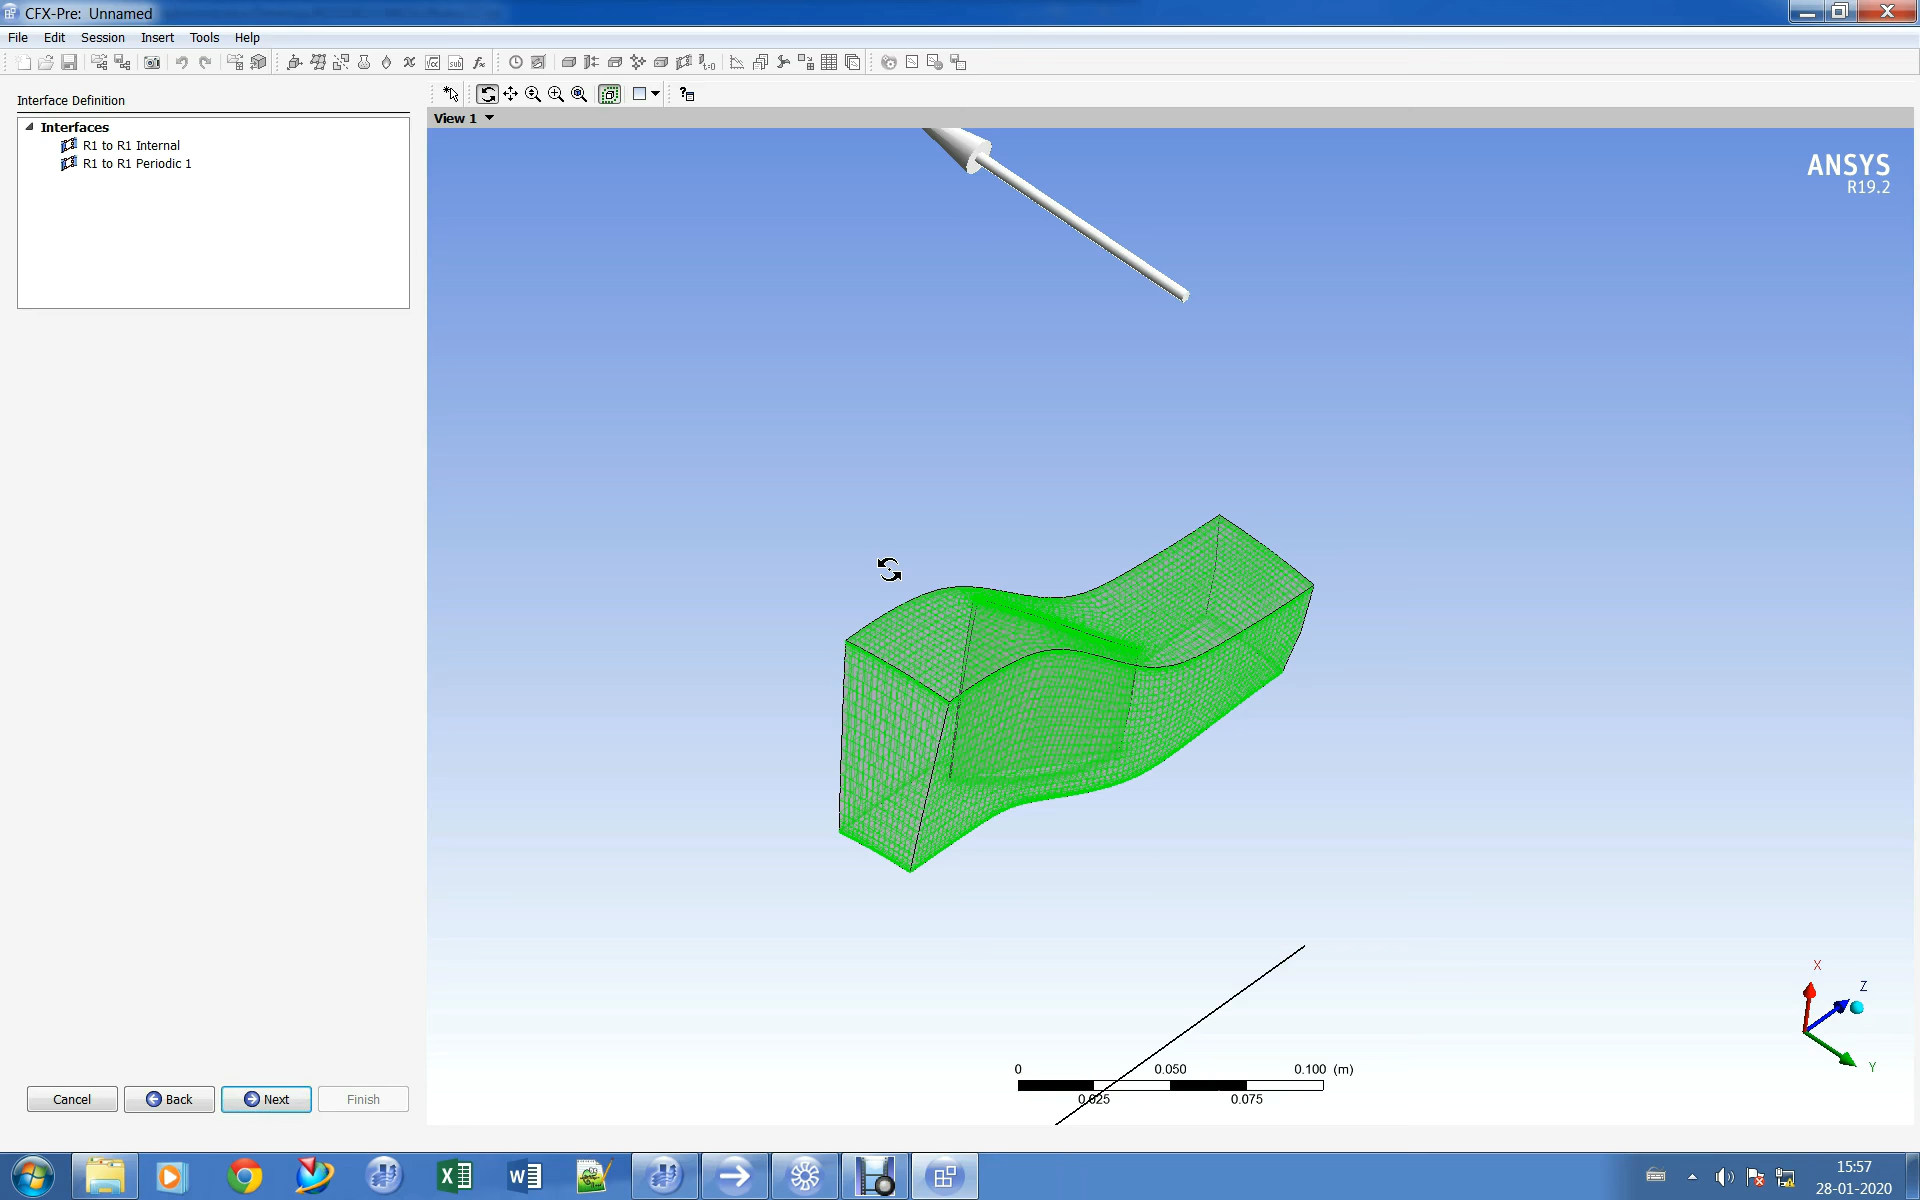 CFX-Pre:  Unnamed
File Edit Session Insert Tools Help
Interface Definition
Interfaces
R1 to R1 Internal
R1 to R1 Periodic 1
View 1
ANSYS
R19.2
X
Z
Y
0 0.050 0.100 (m)
0.025 0.075
Cancel Back Next Finish
15:57
28-01-2020